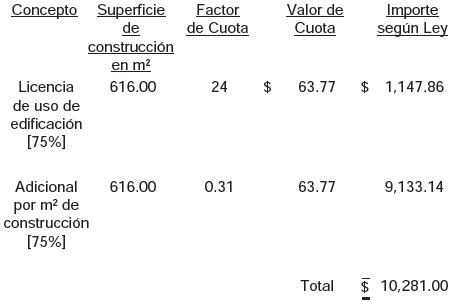 Concepto Superficie Factor Valor de Importe
de de Cuota Cuota según Ley
construcción
en m²
Licencia 616.00 24 $ 63.77 $ 1,147.86
de uso de
edificación
[75%]
Adicional 616.00 0.31 63.77 9,133.14
por m² de
construcción
[75%]
Total $ 10,281.00